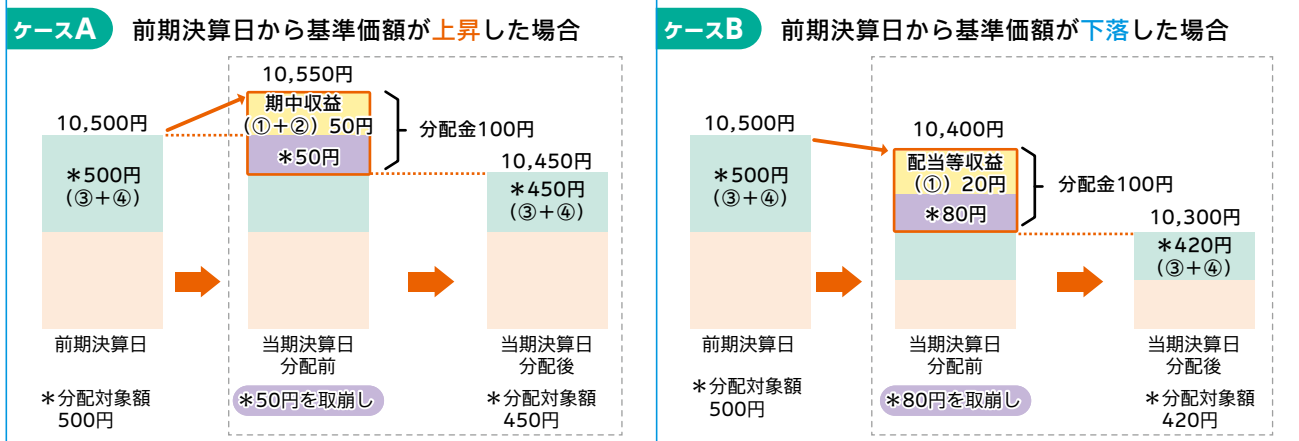 ケースA 前期決算日から基準価額が上昇した場合
10,550円
期中収益
(①+②) 50円
10,500円
分配金100円
*50円
10,450円
*500円
(③+④)
*450円
(③+④)
前期決算日
当期決算日
分配前
当期決算日
分配後
*分配対象額
500円
*50円を取崩し
*分配対象額
450円
ケースB 前期決算日から基準価額が下落した場合
10,500円
10,400円
配当等収益
(①) 20円
分配金100円
*500円
(③+④)
*80円
10,300円
*420円
(③+④)
前期決算日
当期決算日
分配前
当期決算日
分配後
*分配対象額
500円
*80円を取崩し
*分配対象額
420円